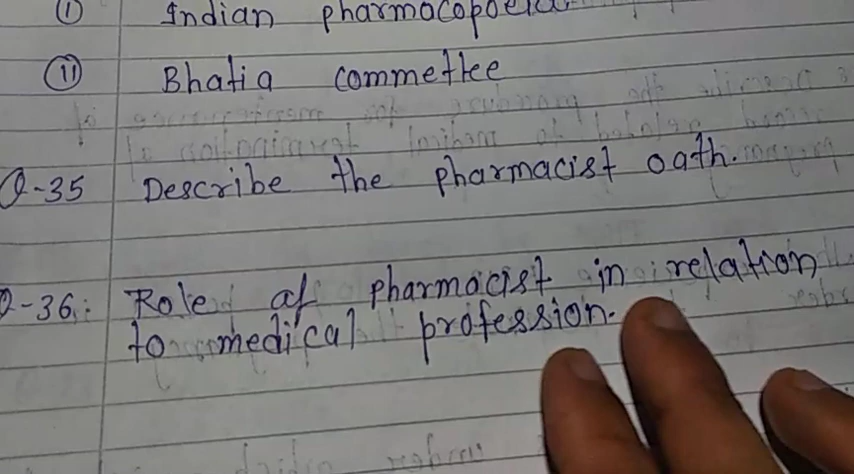 (i) Indian pharmacopoeia
(ii) Bhatia commettee
Q-35 Describe the pharmacist oath.
Q-36: Role of pharmacist in relation
to medical profession.